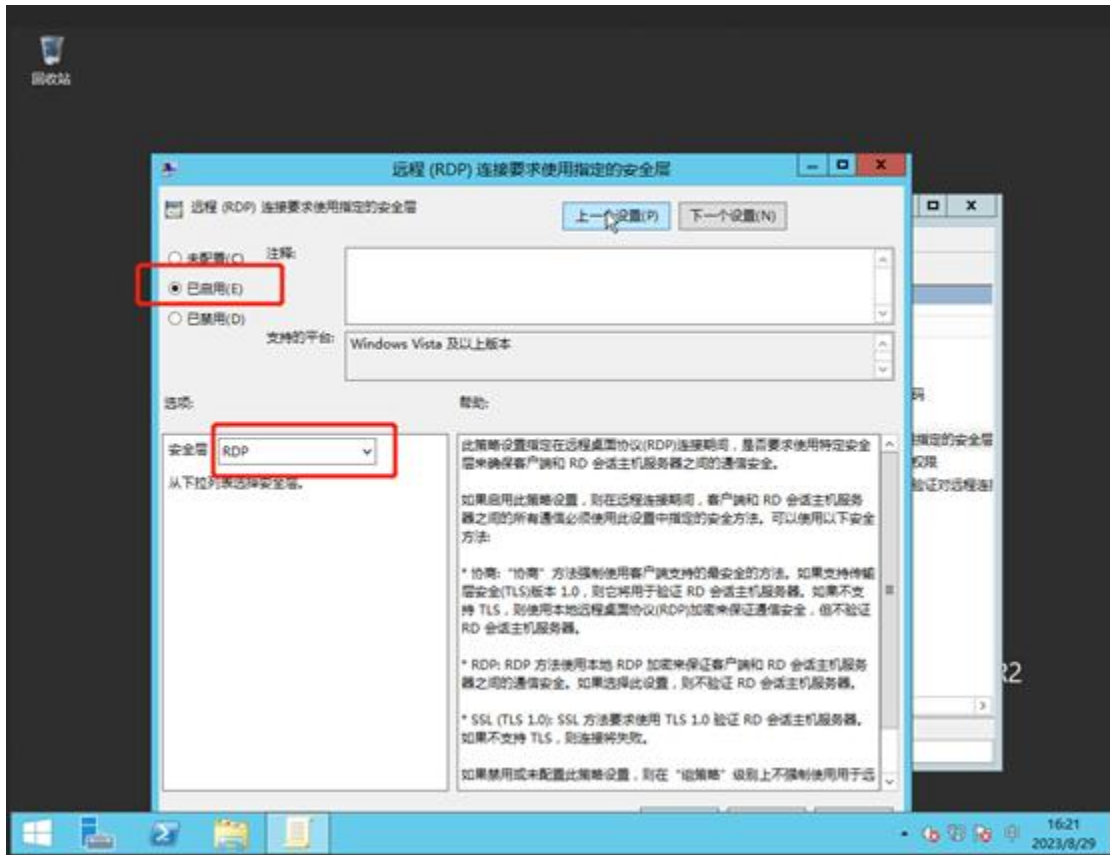 回收站
远程 (RDP) 连接要求使用指定的安全层
远程 (RDP) 连接要求使用指定的安全层
上一个设置(P)
下一个设置(N)
未配置(C)
注释:
已启用(E)
已禁用(D)
支持的平台:
Windows Vista 及以上版本
选项:
帮助:
码
安全层
RDP
从下拉列表选择安全层。
此策略设置指定在远程桌面协议(RDP)连接期间，是否要求使用特定安全
层来确保客户端和 RD 会话主机服务器之间的通信安全。
如果启用此策略设置，则在远程连接期间，客户端和 RD 会话主机服务
器之间的所有通信必须使用此设置中指定的安全方法。可以使用以下安全
方法:
* 协商: “协商” 方法强制使用客户端支持的最安全的方法。如果支持传输
层安全(TLS)版本 1.0，则它将用于验证 RD 会话主机服务器。如果不支
持 TLS，则使用本地远程桌面协议(RDP)加密来保证通信安全，但不验证
RD 会话主机服务器。
* RDP: RDP 方法使用本地 RDP 加密来保证客户端和 RD 会话主机服务
器之间的通信安全。如果选择此设置，则不验证 RD 会话主机服务器。
* SSL (TLS 1.0): SSL 方法要求使用 TLS 1.0 验证 RD 会话主机服务器。
如果不支持 TLS，则连接将失败。
如果禁用或未配置此策略设置，则在 “组策略” 级别上不强制使用用于远
指定的安全层
权限
验证对远程连
R2
16:21
2023/8/29